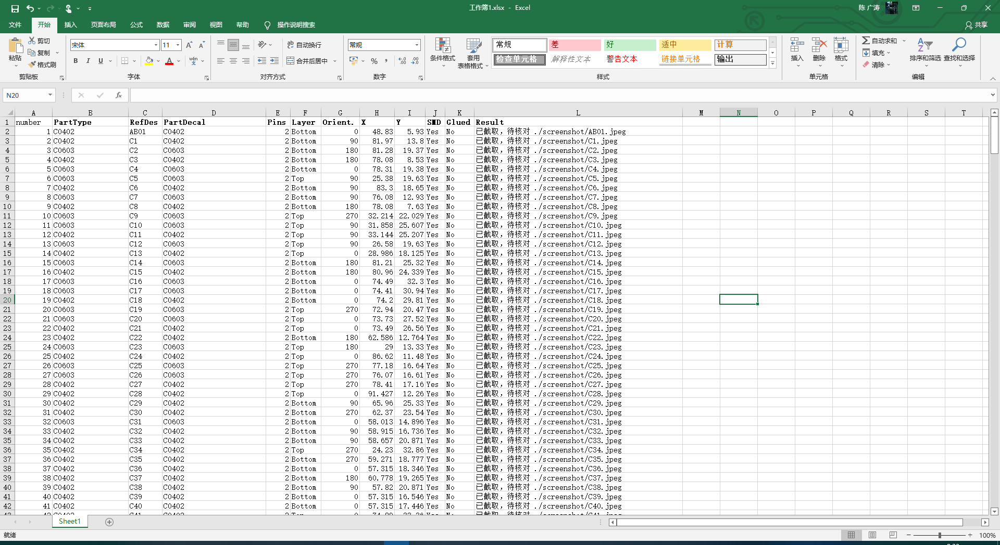 工作簿1.xlsx - Excel
陈 广涛
文件 开始 插入 页面布局 公式 数据 审阅 视图 帮助 操作说明搜索 共享
粘贴 剪切 复制 格式刷 剪贴板
宋体 11 B I U wén 变 字体
自动换行 合并后居中 对齐方式
常规 % 数字
条件格式 套用 表格格式
常规 差 好 适中 计算
检查单元格 解释性文本 警告文本 链接单元格 输出
样式
插入 删除 格式 单元格
自动求和 填充 清除 排序和筛选 查找和选择 编辑
N20 fx
A B C D E F G H I J K L M N O P Q R S T
1 number PartType RefDes PartDecal Pins Layer Orient. X Y SMD Glued Result
2 1 C0402 AB01 C0402 2 Bottom 0 48.83 5.93 Yes No 已截取，待核对 ./screenshot/AB01.jpeg
3 2 C0402 C1 C0402 2 Bottom 90 81.97 13.8 Yes No 已截取，待核对 ./screenshot/C1.jpeg
4 3 C0603 C2 C0603 2 Bottom 180 81.28 19.37 Yes No 已截取，待核对 ./screenshot/C2.jpeg
5 4 C0402 C3 C0402 2 Bottom 180 78.08 8.53 Yes No 已截取，待核对 ./screenshot/C3.jpeg
6 5 C0603 C4 C0603 2 Bottom 0 78.31 19.38 Yes No 已截取，待核对 ./screenshot/C4.jpeg
7 6 C0603 C5 C0603 2 Top 90 25.38 19.63 Yes No 已截取，待核对 ./screenshot/C5.jpeg
8 7 C0402 C6 C0402 2 Bottom 90 83.3 18.65 Yes No 已截取，待核对 ./screenshot/C6.jpeg
9 8 C0603 C7 C0603 2 Bottom 90 76.08 12.93 Yes No 已截取，待核对 ./screenshot/C7.jpeg
10 9 C0402 C8 C0402 2 Bottom 180 78.08 7.63 Yes No 已截取，待核对 ./screenshot/C8.jpeg
11 10 C0603 C9 C0603 2 Top 270 32.214 22.029 Yes No 已截取，待核对 ./screenshot/C9.jpeg
12 11 C0603 C10 C0603 2 Top 90 31.858 25.607 Yes No 已截取，待核对 ./screenshot/C10.jpeg
13 12 C0402 C11 C0402 2 Top 90 33.144 25.207 Yes No 已截取，待核对 ./screenshot/C11.jpeg
14 13 C0603 C12 C0603 2 Top 90 26.58 19.63 Yes No 已截取，待核对 ./screenshot/C12.jpeg
15 14 C0402 C13 C0402 2 Top 0 28.986 18.125 Yes No 已截取，待核对 ./screenshot/C13.jpeg
16 15 C0603 C14 C0603 2 Bottom 180 81.21 25.32 Yes No 已截取，待核对 ./screenshot/C14.jpeg
17 16 C0402 C15 C0402 2 Bottom 180 80.96 24.339 Yes No 已截取，待核对 ./screenshot/C15.jpeg
18 17 C0603 C16 C0603 2 Bottom 0 74.49 32.3 Yes No 已截取，待核对 ./screenshot/C16.jpeg
19 18 C0603 C17 C0603 2 Bottom 0 74.41 30.94 Yes No 已截取，待核对 ./screenshot/C17.jpeg
20 19 C0402 C18 C0402 2 Bottom 0 74.2 29.81 Yes No 已截取，待核对 ./screenshot/C18.jpeg
21 20 C0603 C19 C0603 2 Top 270 72.94 20.47 Yes No 已截取，待核对 ./screenshot/C19.jpeg
22 21 C0603 C20 C0603 2 Top 0 73.73 27.52 Yes No 已截取，待核对 ./screenshot/C20.jpeg
23 22 C0402 C21 C0402 2 Top 0 73.49 26.56 Yes No 已截取，待核对 ./screenshot/C21.jpeg
24 23 C0402 C22 C0402 2 Bottom 180 62.586 12.764 Yes No 已截取，待核对 ./screenshot/C22.jpeg
25 24 C0603 C23 C0603 2 Top 180 29 13.33 Yes No 已截取，待核对 ./screenshot/C23.jpeg
26 25 C0402 C24 C0402 2 Top 0 86.62 11.48 Yes No 已截取，待核对 ./screenshot/C24.jpeg
27 26 C0603 C25 C0603 2 Top 270 77.18 16.64 Yes No 已截取，待核对 ./screenshot/C25.jpeg
28 27 C0603 C26 C0603 2 Top 270 76.07 16.61 Yes No 已截取，待核对 ./screenshot/C26.jpeg
29 28 C0402 C27 C0402 2 Top 270 78.41 17.16 Yes No 已截取，待核对 ./screenshot/C27.jpeg
30 29 C0402 C28 C0402 2 Top 0 91.427 12.26 Yes No 已截取，待核对 ./screenshot/C28.jpeg
31 30 C0402 C29 C0402 2 Bottom 90 65.96 25.33 Yes No 已截取，待核对 ./screenshot/C29.jpeg
32 31 C0402 C30 C0402 2 Bottom 270 62.37 23.54 Yes No 已截取，待核对 ./screenshot/C30.jpeg
33 32 C0603 C31 C0603 2 Bottom 0 58.013 14.896 Yes No 已截取，待核对 ./screenshot/C31.jpeg
34 33 C0402 C32 C0402 2 Bottom 90 58.915 16.736 Yes No 已截取，待核对 ./screenshot/C32.jpeg
35 34 C0402 C33 C0402 2 Bottom 90 58.657 20.871 Yes No 已截取，待核对 ./screenshot/C33.jpeg
36 35 C0402 C34 C0402 2 Top 270 24.23 32.86 Yes No 已截取，待核对 ./screenshot/C34.jpeg
37 36 C0402 C35 C0402 2 Bottom 270 59.271 18.777 Yes No 已截取，待核对 ./screenshot/C35.jpeg
38 37 C0402 C36 C0402 2 Bottom 0 57.315 18.346 Yes No 已截取，待核对 ./screenshot/C36.jpeg
39 38 C0402 C37 C0402 2 Bottom 180 60.778 19.265 Yes No 已截取，待核对 ./screenshot/C37.jpeg
40 39 C0402 C38 C0402 2 Bottom 90 57.82 20.871 Yes No 已截取，待核对 ./screenshot/C38.jpeg
41 40 C0402 C39 C0402 2 Bottom 0 57.315 16.546 Yes No 已截取，待核对 ./screenshot/C39.jpeg
42 41 C0402 C40 C0402 2 Bottom 0 57.315 17.446 Yes No 已截取，待核对 ./screenshot/C40.jpeg
Sheet1
就绪 100%